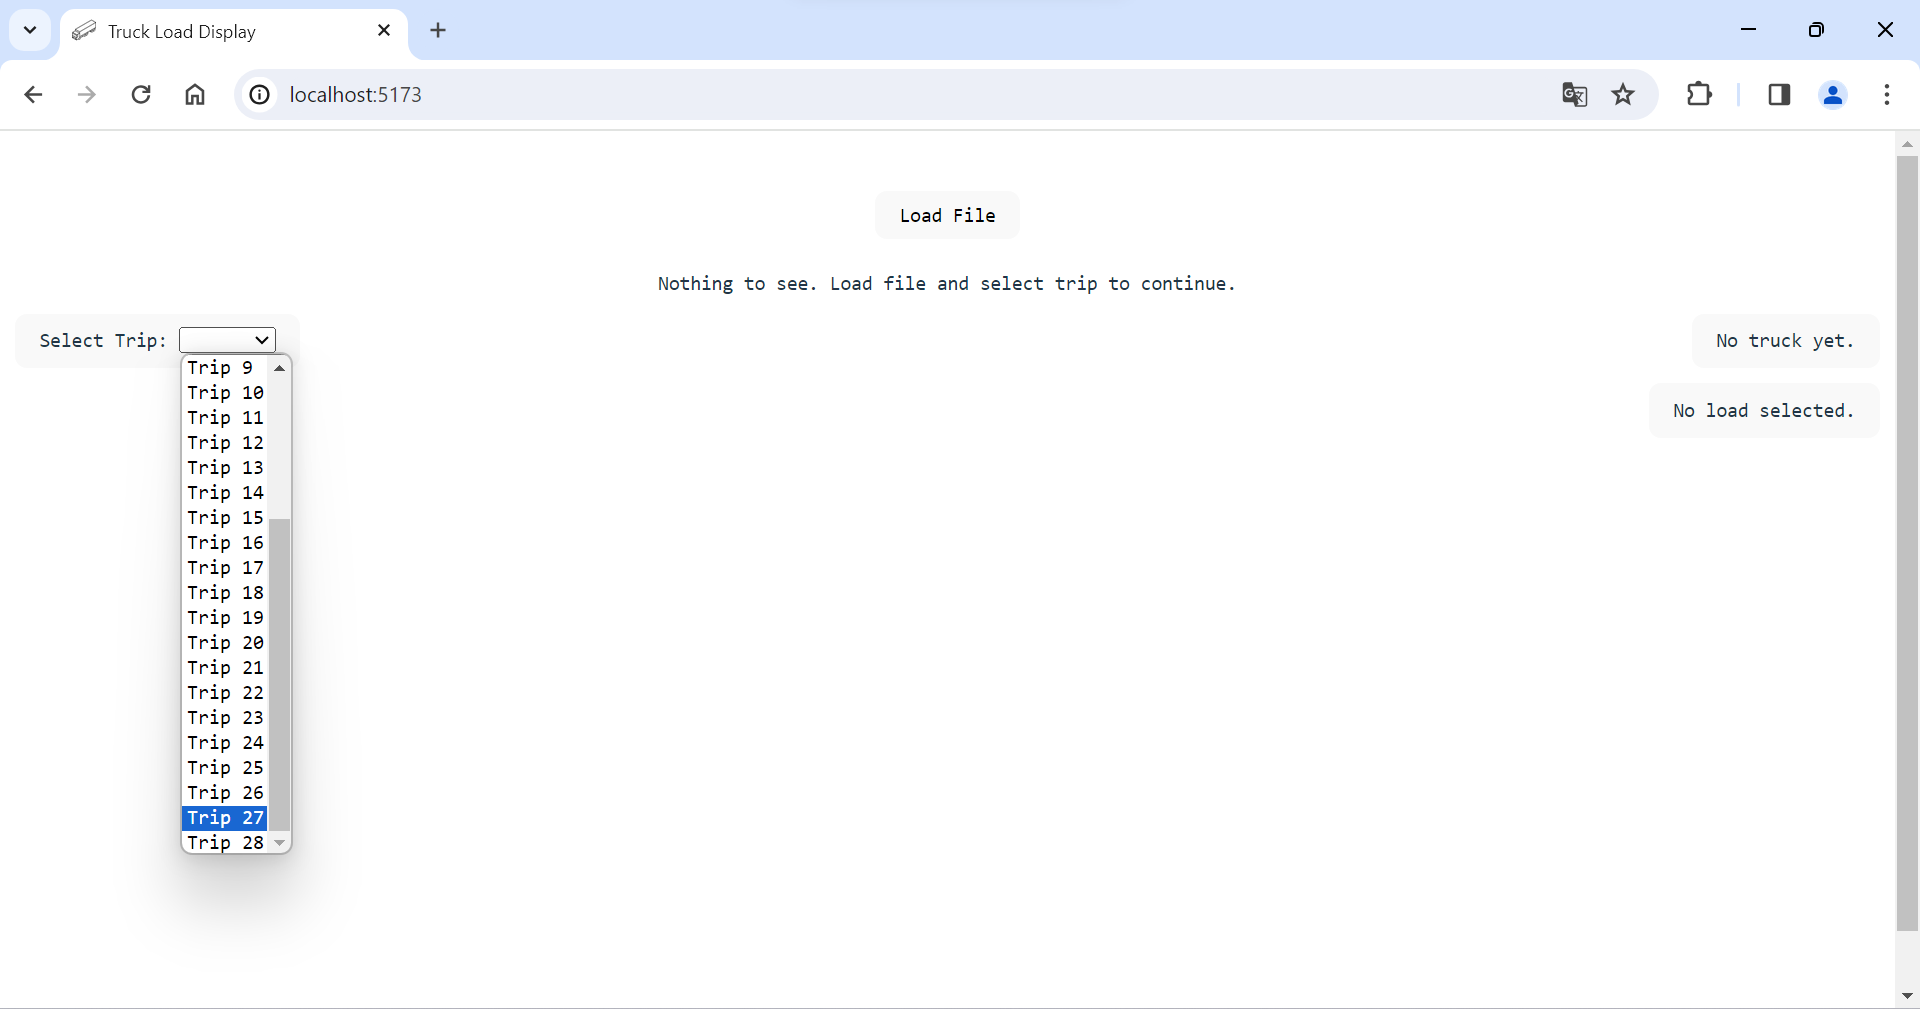 Truck Load Display
localhost:5173
Load File
Nothing to see. Load file and select trip to continue.
Select Trip:
No truck yet.
No load selected.
Trip 9
Trip 10
Trip 11
Trip 12
Trip 13
Trip 14
Trip 15
Trip 16
Trip 17
Trip 18
Trip 19
Trip 20
Trip 21
Trip 22
Trip 23
Trip 24
Trip 25
Trip 26
Trip 27
Trip 28